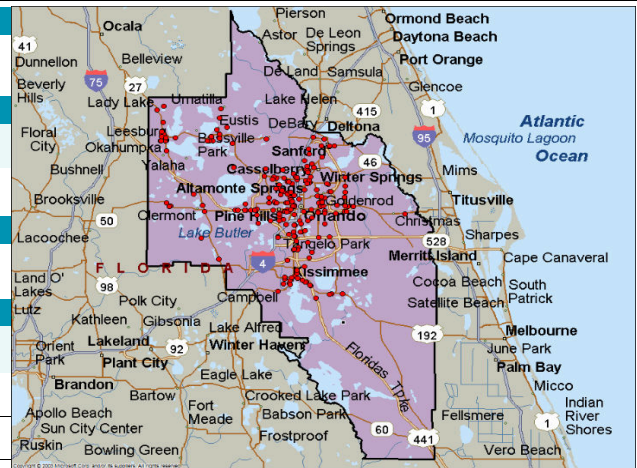 Pierson
Ormond Beach
Ocala
Astor
De Leon
Springs
Daytona Beach
41
Dunnellon
Belleview
Port Orange
75
De Land
Samsula
Beverly
Hills
27
Glencoe
Lady Lake
Umatilla
Lake Helen
415
1
Atlantic
Eustis
DeBary
Deltona
95
Mosquito Lagoon
Floral
City
Leesburg
Okahumpka
Park
Sanford
Ocean
Yalaha
46
Bushnell
Casselberry
Winter Springs
Mims
Altamonte Springs
Brooksville
Goldenrod
Titusville
50
Clermont
Pine Hills
Orlando
Christmas
Lacoochee
Lake Butler
Tangelo Park
528
Sharpes
Merritt Island
Cape Canaveral
FLORIDA
4
Kissimmee
Land O'
Lakes
98
Cocoa Beach
South
Patrick
Polk City
Campbell
Satellite Beach
Lutz
Kathleen
Gibsonia
Lake Alfred
192
Melbourne
Orient
Park
Lakeland
92
Winter Haven
June Park
Plant City
Floridas Tpke
Palm Bay
Brandon
Eagle Lake
Micco
Bartow
Crooked Lake Park
Indian
River
Shores
Apollo Beach
Fort
Meade
Babson Park
Fellsmere
1
Sun City Center
60
Frostproof
441
Ruskin
Bowling Green
Vero Beach